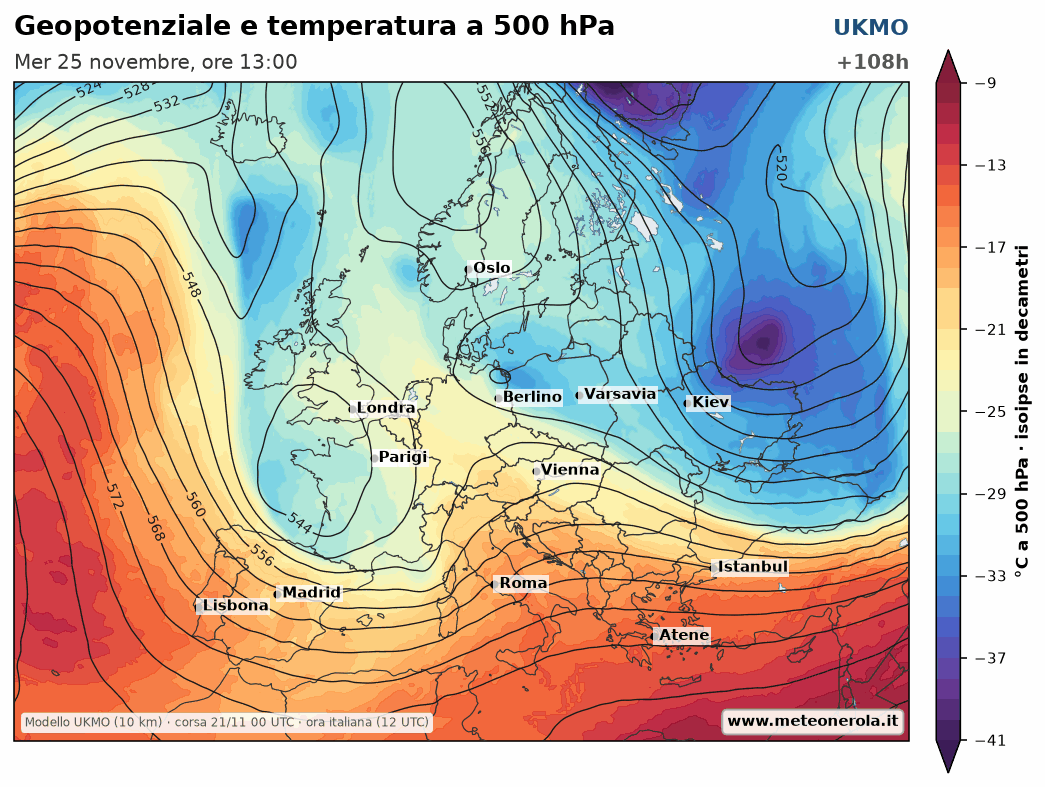 Geopotenziale e temperatura a 500 hPa
UKMO
Mer 25 novembre, ore 13:00
+108h
524
528
532
552
56
520
548
572
568
560
556
544
Oslo
Londra
Berlino
Varsavia
Kiev
Parigi
Vienna
Lisbona
Madrid
Roma
Istanbul
Atene
Modello UKMO (10 km) · corsa 21/11 00 UTC · ora italiana (12 UTC)
www.meteonerola.it
−9
−13
−17
−21
−25
−29
−33
−37
−41
°C a 500 hPa · isoipse in decametri